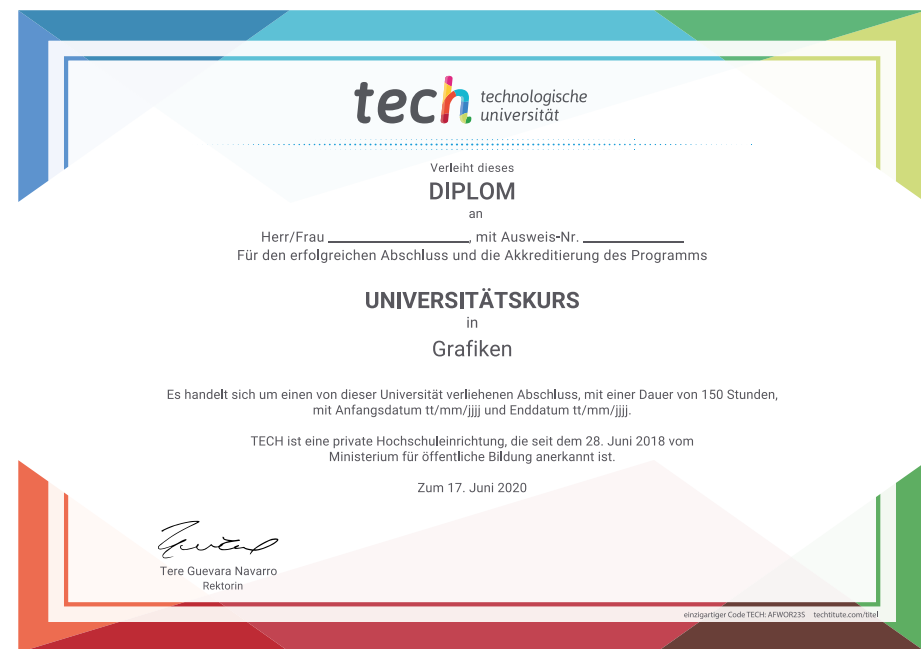 tech technologische
universität
Verleiht dieses
DIPLOM
an
Herr/Frau ____________________, mit Ausweis-Nr. ______________
Für den erfolgreichen Abschluss und die Akkreditierung des Programms
UNIVERSITÄTSKURS
in
Grafiken
Es handelt sich um einen von dieser Universität verliehenen Abschluss, mit einer Dauer von 150 Stunden,
mit Anfangsdatum tt/mm/jjjj und Enddatum tt/mm/jjjj.
TECH ist eine private Hochschuleinrichtung, die seit dem 28. Juni 2018 vom
Ministerium für öffentliche Bildung anerkannt ist.
Zum 17. Juni 2020
Tere Guevara Navarro
Rektorin
einzigartiger Code TECH: AFWOR23S techtitute.com/titel